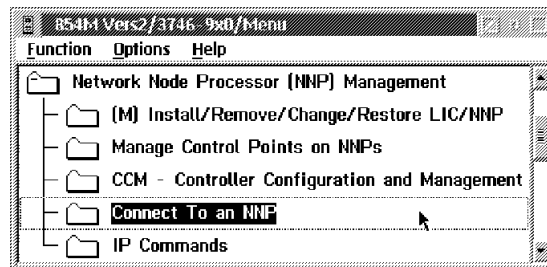 854M Vers2/3746-9x0/Menu
Function Options Help
Network Node Processor (NNP) Management
(M) Install/Remove/Change/Restore LIC/NNP
Manage Control Points on NNPs
CCM - Controller Configuration and Management
Connect To an NNP
IP Commands